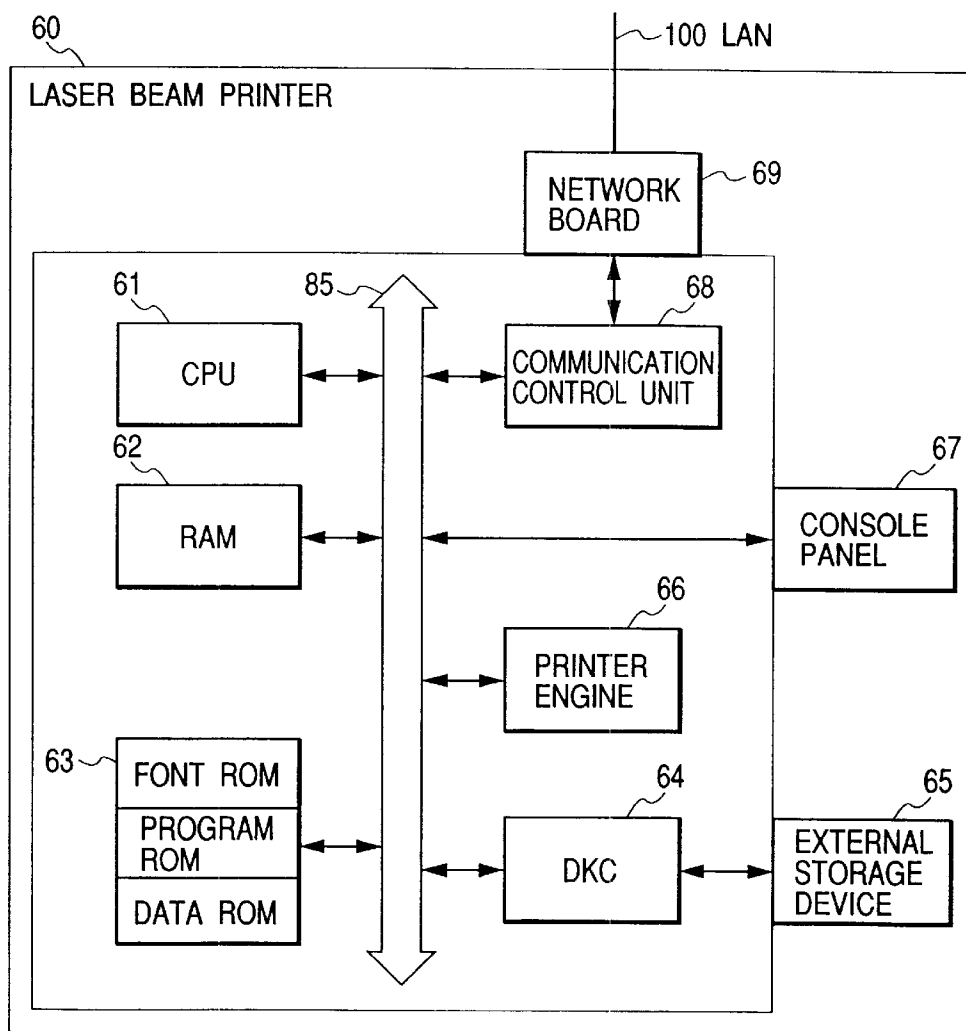 60
100 LAN
LASER BEAM PRINTER
NETWORK
BOARD
69
61
85
68
CPU
COMMUNICATION
CONTROL UNIT
62
67
RAM
CONSOLE
PANEL
66
PRINTER
ENGINE
63
FONT ROM
PROGRAM
ROM
DATA ROM
64
DKC
65
EXTERNAL
STORAGE
DEVICE